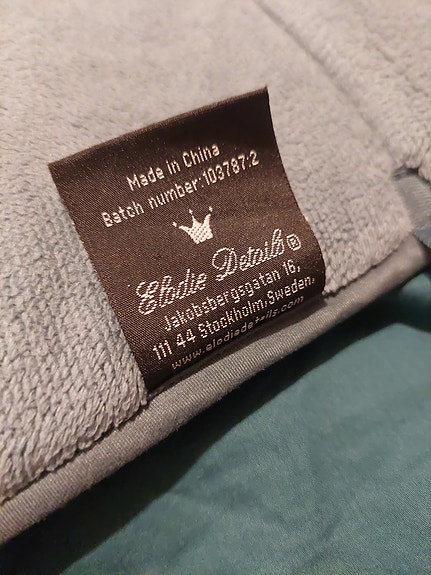 Made in China
Batch number:103787:2
Elodie Details®
Jakobsbergsgatan 16,
111 44 Stockholm,Sweden,
www.elodiedetails.com